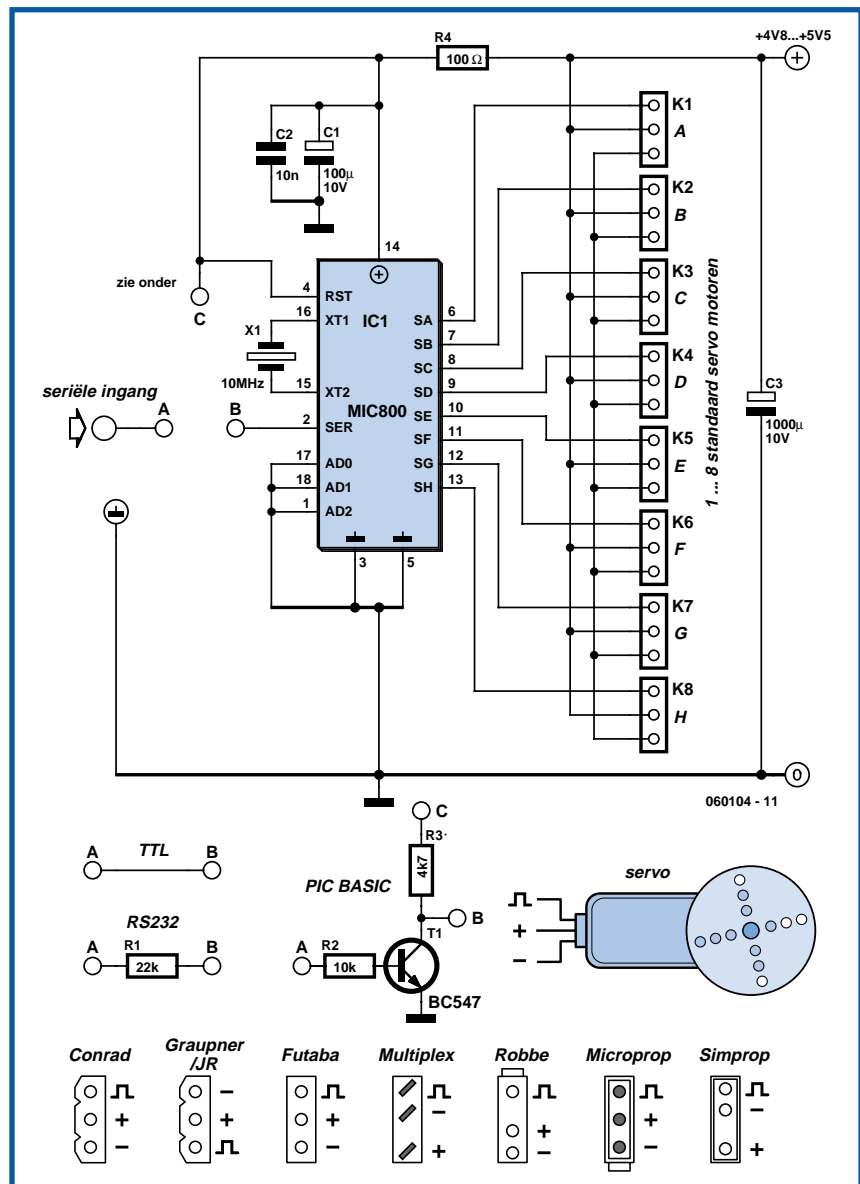 R4
100 Ω
+4V8...+5V5
K1
A
C2
10n
C1
100µ
10V
K2
B
14
K3
C
zie onder
C
4
RST
IC1
16
XT1
SA
6
SB
7
X1
10MHz
SC
8
K4
D
SD
9
15
XT2
MIC800
seriële ingang
A
B
2
SER
SE
10
SF
11
K5
E
17
AD0
SG
12
18
AD1
SH
13
1
AD2
C3
1000µ
10V
1 ... 8 standaard servo motoren
3
5
K6
F
K7
G
K8
H
0
060104 - 11
A
TTL
B
C
R3
4k7
PIC BASIC
B
T1
servo
+
−
RS232
A
R1
22k
B
A
R2
10k
BC547
Conrad
+
−
Graupner
/JR
−
+
Futaba
+
−
Multiplex
−
+
Robbe
+
−
Microprop
+
−
Simprop
−
+